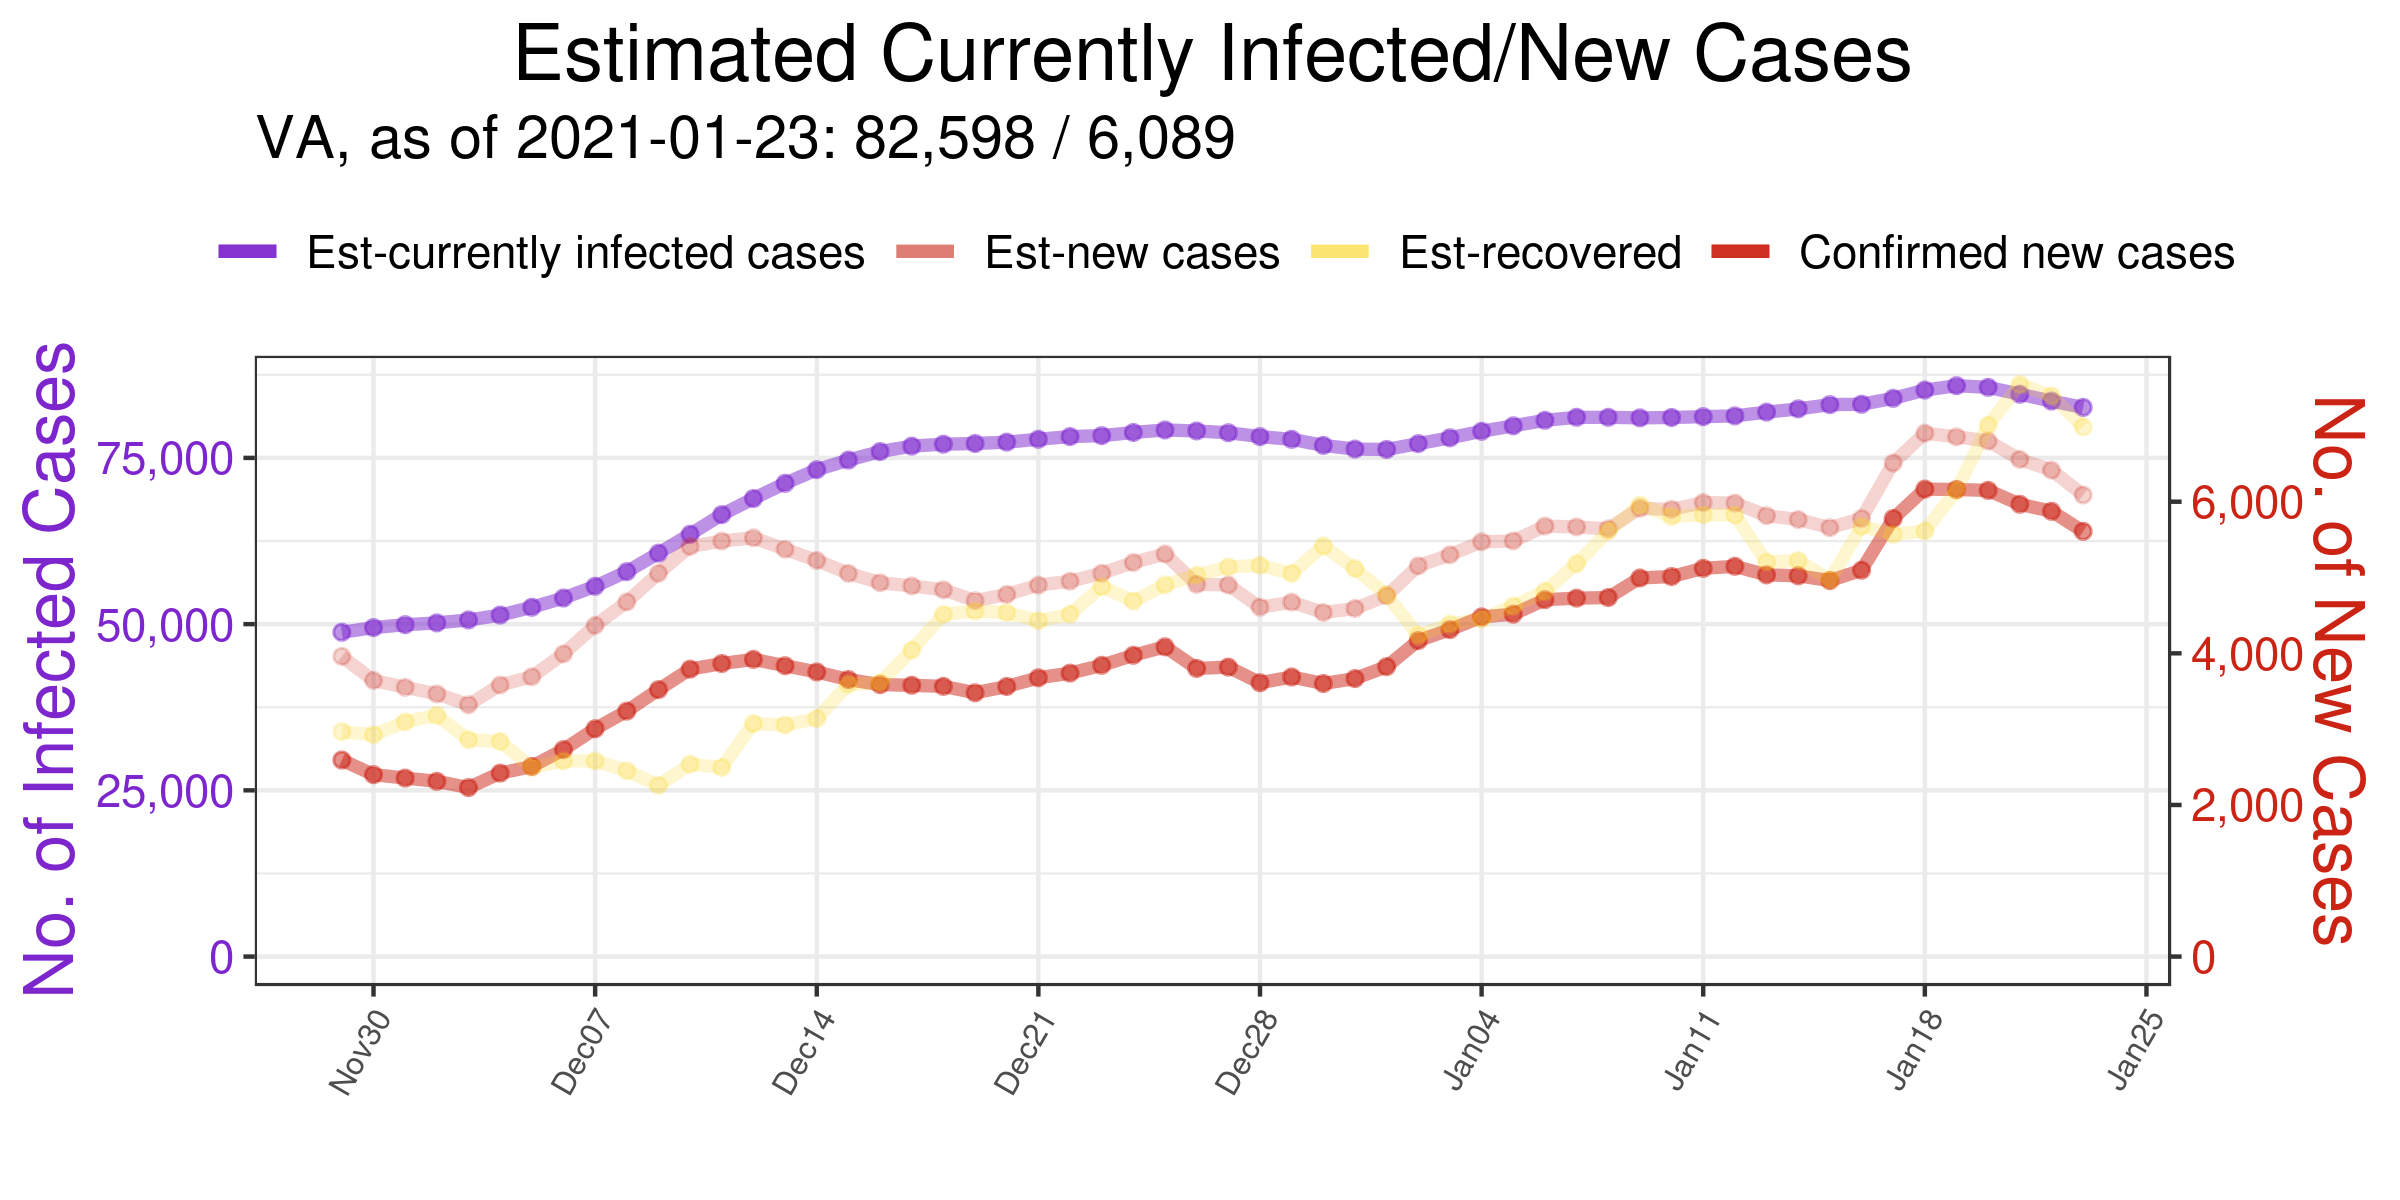 Estimated Currently Infected/New Cases
VA, as of 2021-01-23: 82,598 / 6,089
Est-currently infected cases Est-new cases Est-recovered Confirmed new cases
No. of Infected Cases
75,000
50,000
25,000
0
6,000
4,000
2,000
0
No. of New Cases
Nov30 Dec07 Dec14 Dec21 Dec28 Jan04 Jan11 Jan18 Jan25